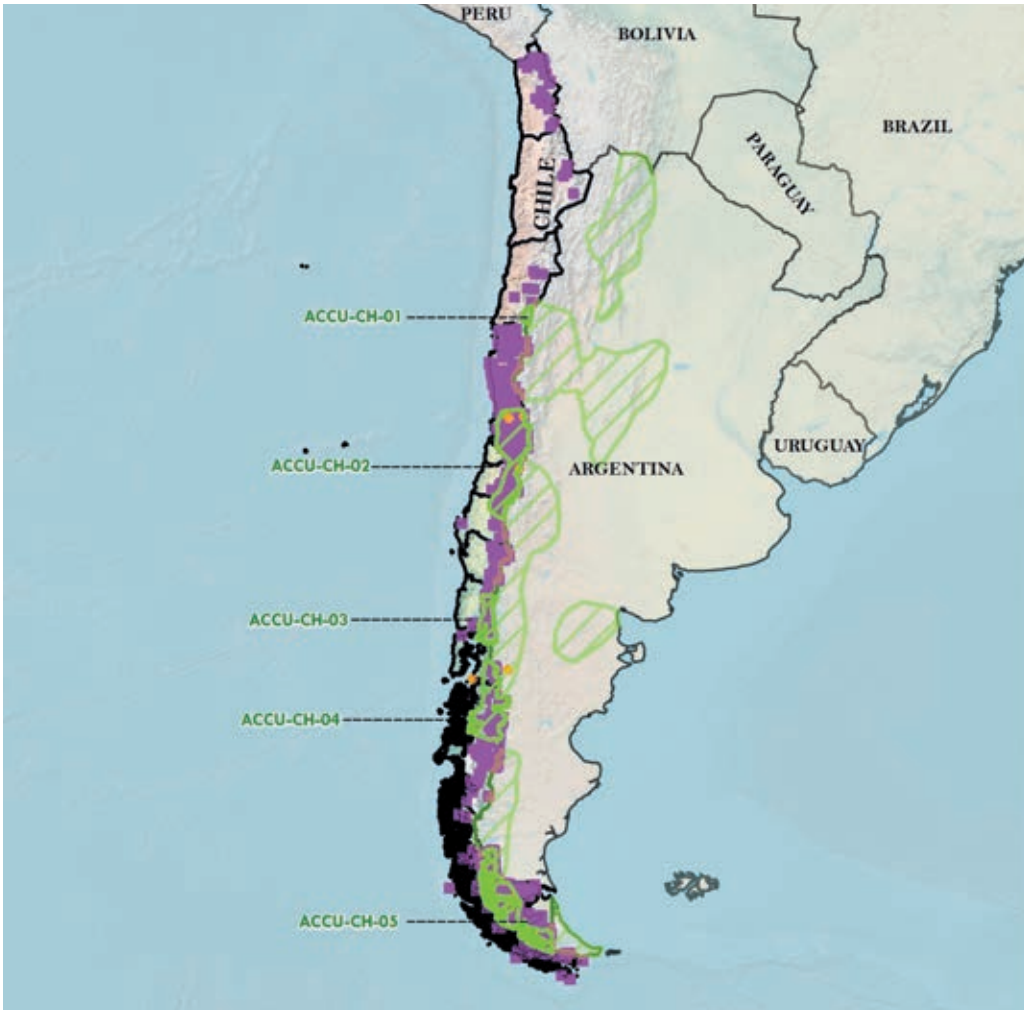 PERU
BOLIVIA
BRAZIL
PARAGUAY
CHILE
ACCU-CH-01
URUGUAY
ACCU-CH-02
ARGENTINA
ACCU-CH-03
ACCU-CH-04
ACCU-CH-05